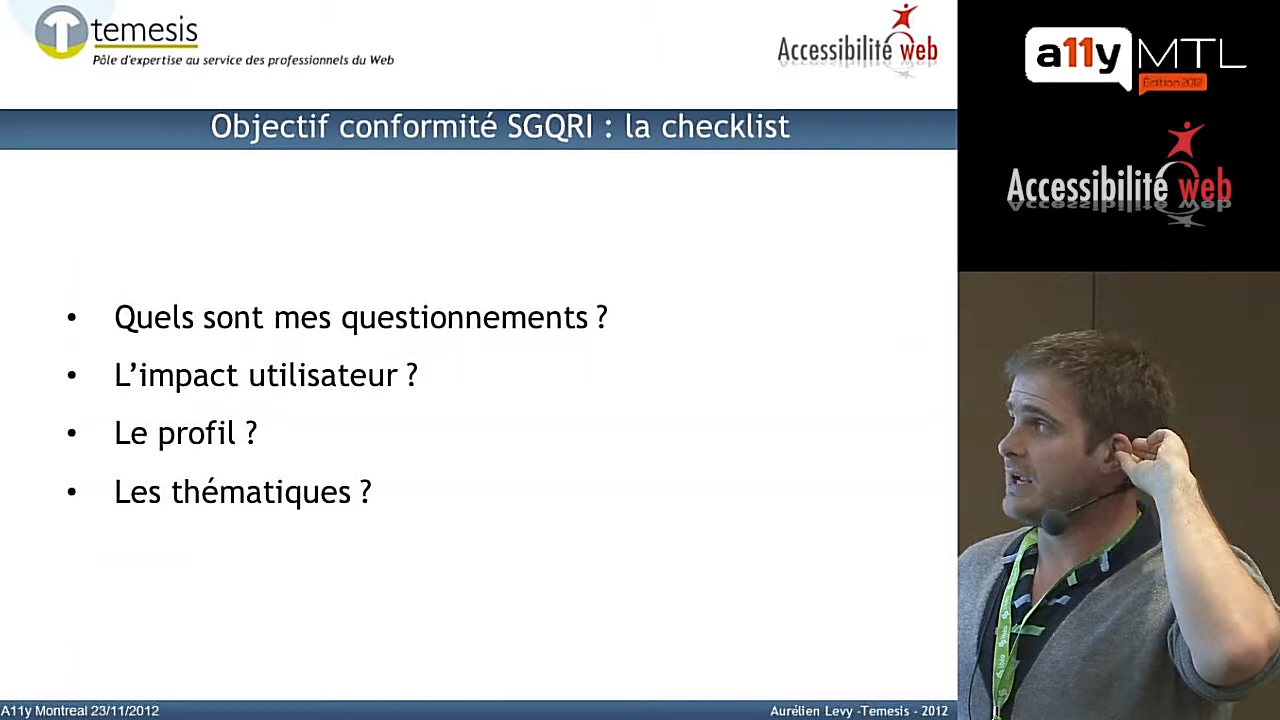 temesis
Pôle d'expertise au service des professionnels du Web
Accessibilité web
Objectif conformité SGQRI : la checklist
• Quels sont mes questionnements ?
• L’impact utilisateur ?
• Le profil ?
• Les thématiques ?
A11y Montreal 23/11/2012
Aurélien Levy -Temesis - 2012
a11y MTL
Édition 2012
Accessibilité web